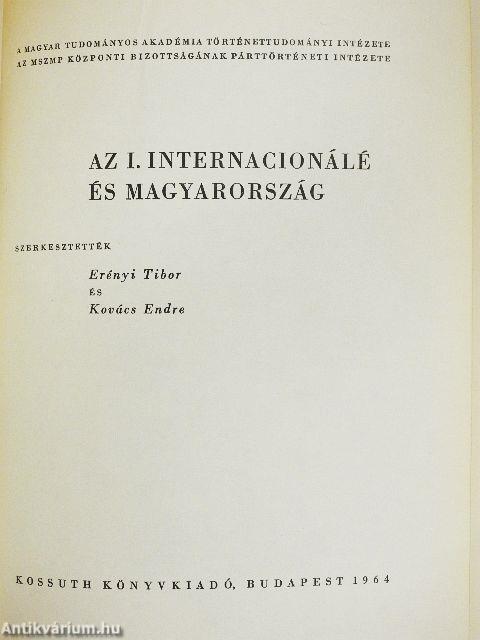 A MAGYAR TUDOMÁNYOS AKADÉMIA TÖRTÉNETTUDOMÁNYI INTÉZETE
AZ MSZMP KÖZPONTI BIZOTTSÁGÁNAK PÁRTTÖRTÉNETI INTÉZETE
AZ I. INTERNACIONÁLÉ
ÉS MAGYARORSZÁG
SZERKESZTETTÉK
Erényi Tibor
ÉS
Kovács Endre
KOSSUTH KÖNYVKIADÓ, BUDAPEST 1964
Antikvárium.hu